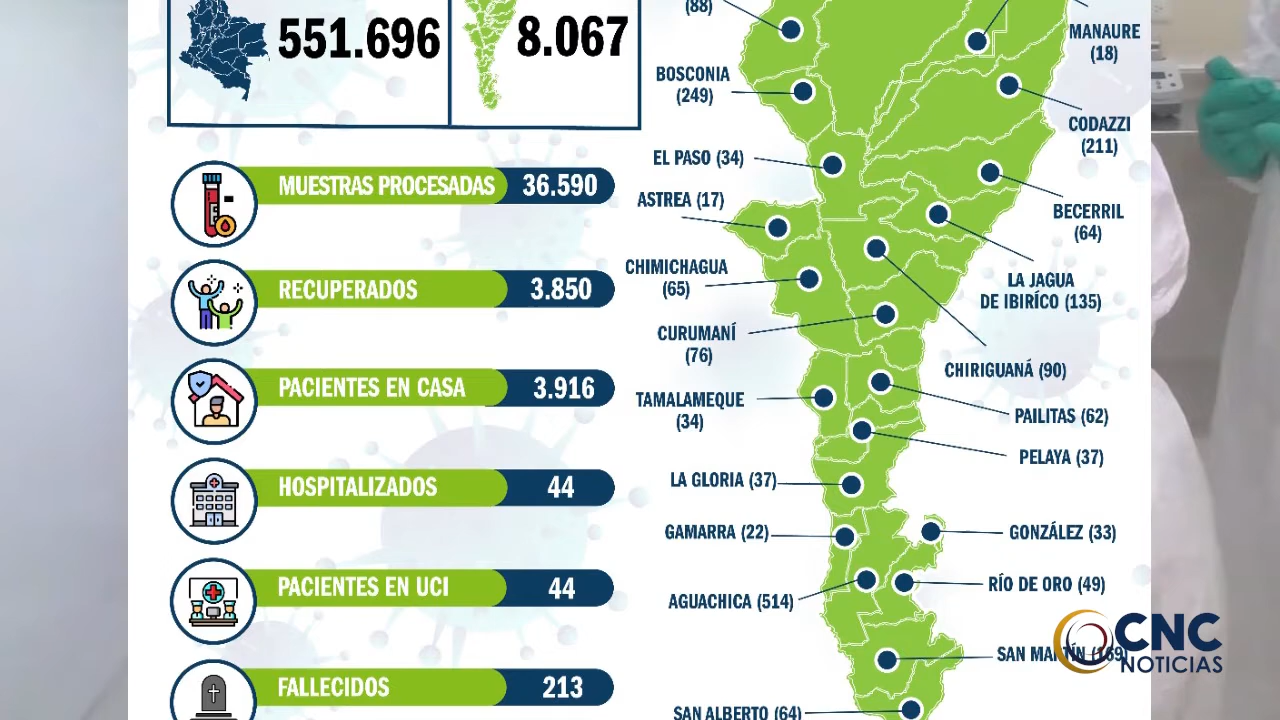 551.696
8.067
MUESTRAS PROCESADAS 36.590
RECUPERADOS 3.850
PACIENTES EN CASA 3.916
HOSPITALIZADOS 44
PACIENTES EN UCI 44
FALLECIDOS 213
(88)
MANAURE
(18)
BOSCONIA
(249)
CODAZZI
(211)
EL PASO (34)
ASTREA (17)
BECERRIL
(64)
CHIMICHAGUA
(65)
LA JAGUA
DE IBIRÍCO (135)
CURUMANÍ
(76)
CHIRIGUANÁ (90)
TAMALAMEQUE
(34)
PAILITAS (62)
PELAYA (37)
LA GLORIA (37)
GAMARRA (22)
GONZÁLEZ (33)
RÍO DE ORO (49)
AGUACHICA (514)
SAN MARTÍN (169)
SAN ALBERTO (64)
CNC
NOTICIAS